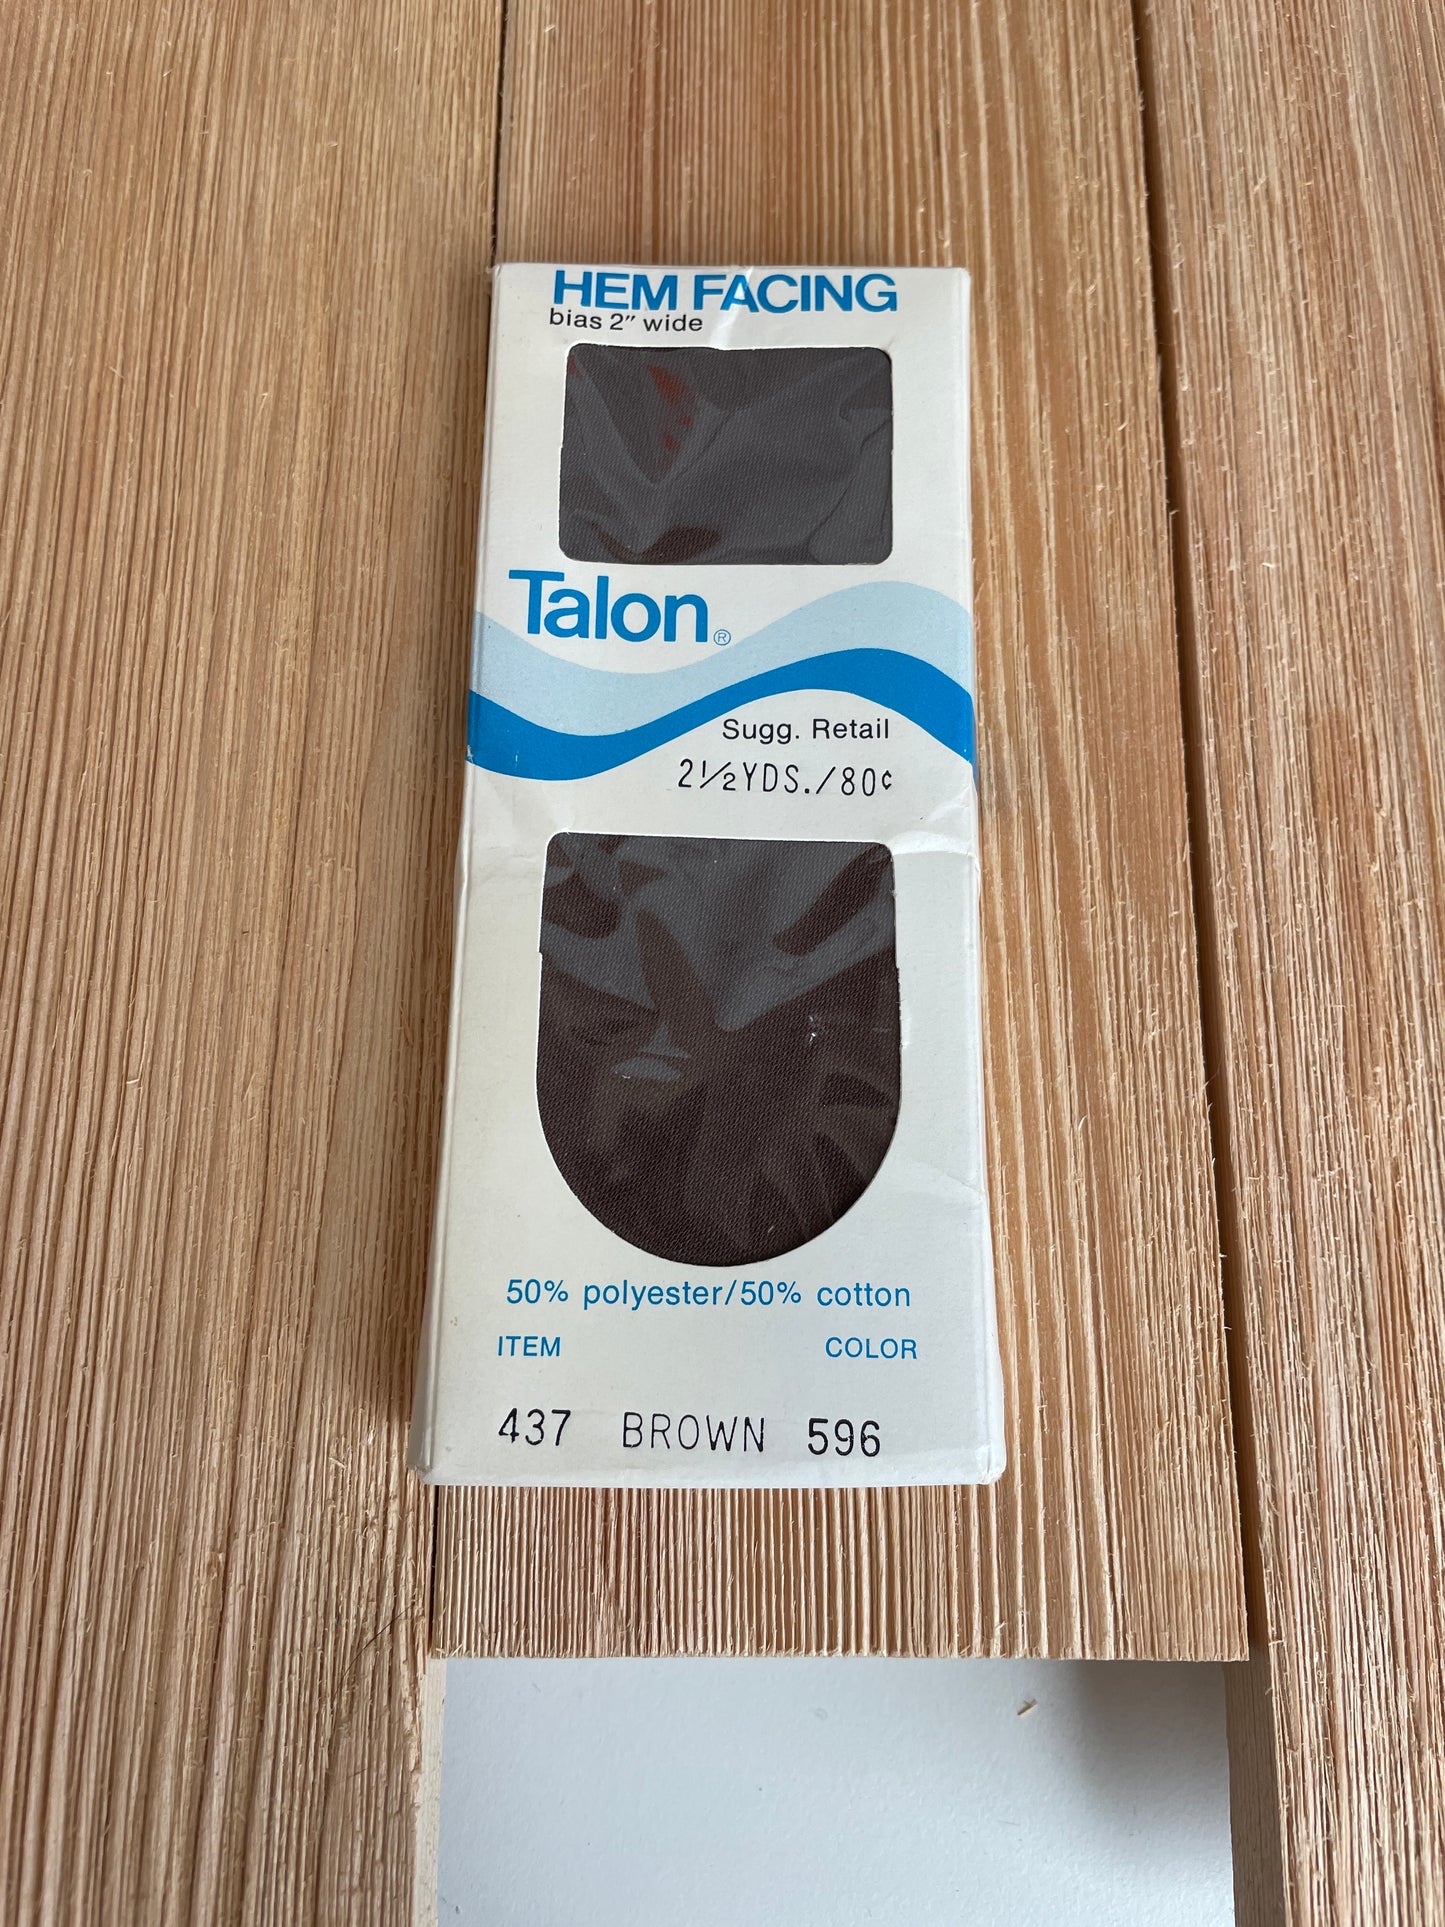 HEM FACING
bias 2" wide
Talon®
Sugg. Retail
2½YDS./80¢
50% polyester/50% cotton
ITEM COLOR
437 BROWN 596